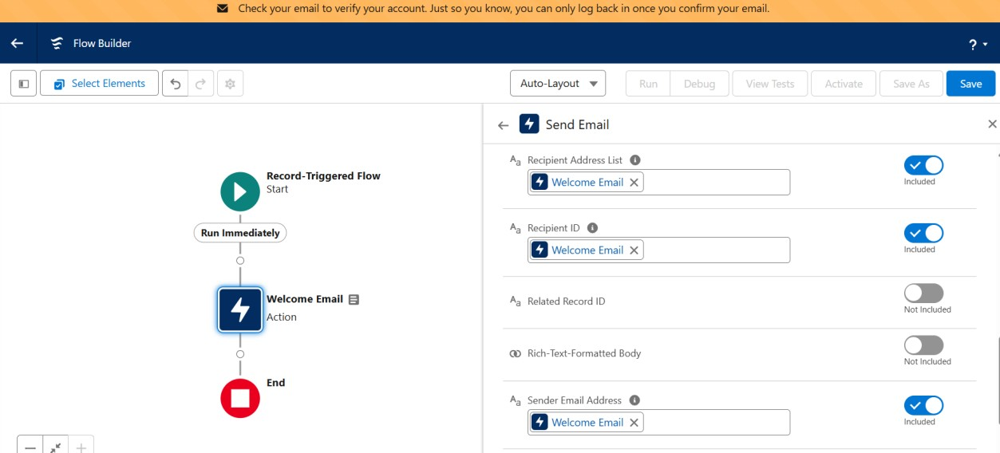 Check your email to verify your account. Just so you know, you can only log back in once you confirm your email.
Flow Builder
?
Select Elements
Auto-Layout
Run
Debug
View Tests
Activate
Save As
Save
Send Email
Aa Recipient Address List
Welcome Email
Included
Aa Recipient ID
Welcome Email
Included
Aa Related Record ID
Not Included
Rich-Text-Formatted Body
Not Included
Aa Sender Email Address
Welcome Email
Included
Record-Triggered Flow
Start
Run Immediately
Welcome Email
Action
End